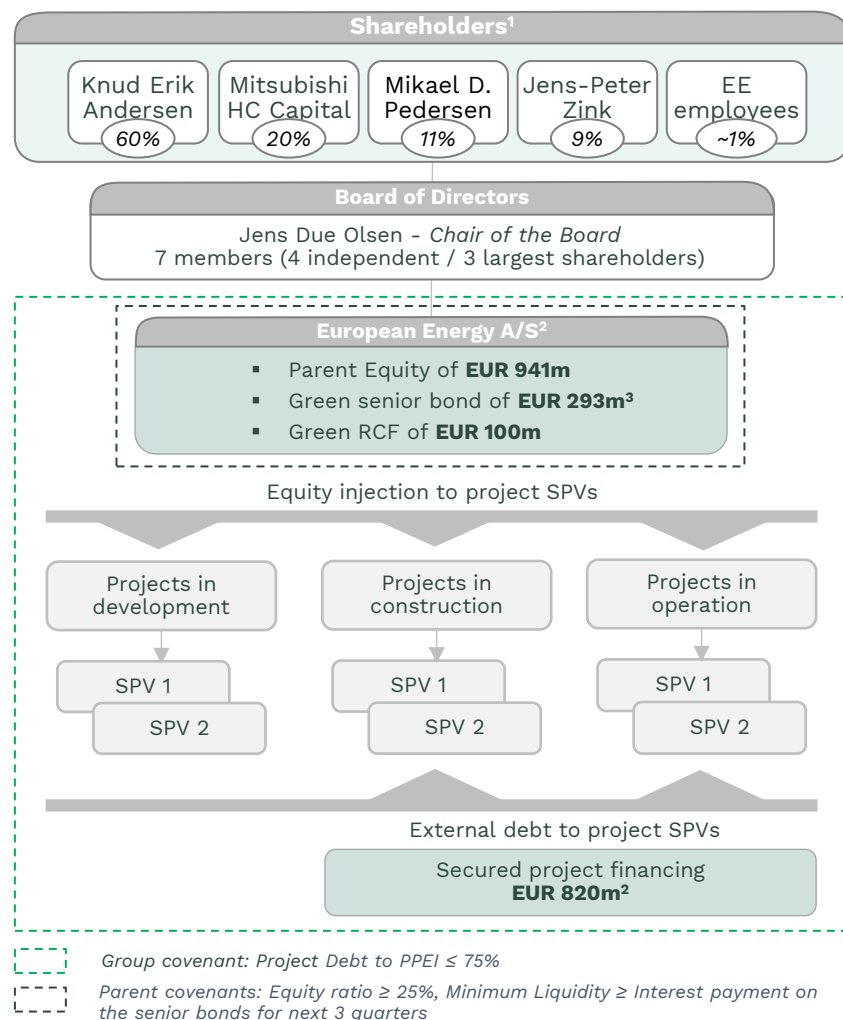 Shareholders¹
Knud Erik
Andersen
60%
Mitsubishi
HC Capital
20%
Mikael D.
Pedersen
11%
Jens-Peter
Zink
9%
EE
employees
~1%
Board of Directors
Jens Due Olsen - Chair of the Board
7 members (4 independent / 3 largest shareholders)
European Energy A/S²
▪ Parent Equity of EUR 941m
▪ Green senior bond of EUR 293m³
▪ Green RCF of EUR 100m
Equity injection to project SPVs
Projects in
development
SPV 1
SPV 2
Projects in
construction
SPV 1
SPV 2
Projects in
operation
SPV 1
SPV 2
External debt to project SPVs
Secured project financing
EUR 820m²
Group covenant: Project Debt to PPEI ≤ 75%
Parent covenants: Equity ratio ≥ 25%, Minimum Liquidity ≥ Interest payment on
the senior bonds for next 3 quarters